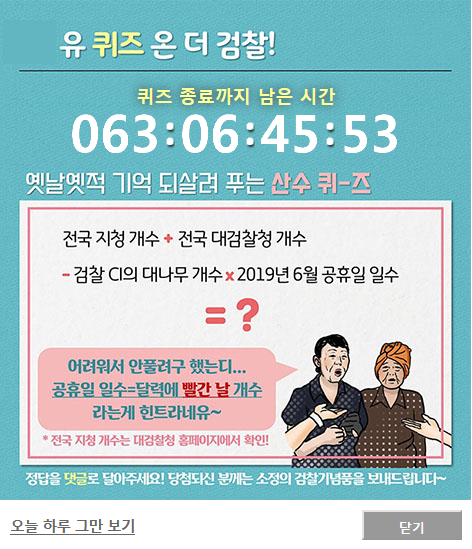 유 퀴즈 온 더 검찰!
퀴즈 종료까지 남은 시간
063:06:45:53
옛날옛적 기억 되살려 푸는 산수 퀴-즈
전국 지청 개수 + 전국 대검찰청 개수
- 검찰 CI의 대나무 개수 x 2019년 6월 공휴일 일수
= ?
어려워서 안풀려구 했는디...
공휴일 일수=달력에 빨간 날 개수
라는게 힌트라네유~
* 전국 지청 개수는 대검찰청 홈페이지에서 확인!
정답을 댓글로 달아주세요! 당첨되신 분께는 소정의 검찰기념품을 보내드립니다~
오늘 하루 그만 보기
닫기